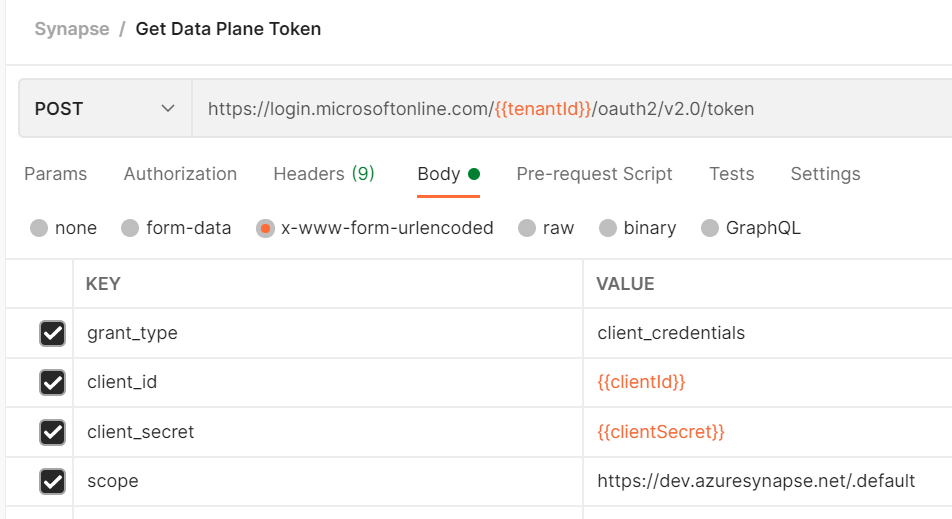 Synapse / Get Data Plane Token
POST https://login.microsoftonline.com/{{tenantId}}/oauth2/v2.0/token
Params Authorization Headers (9) Body Pre-request Script Tests Settings
none form-data x-www-form-urlencoded raw binary GraphQL
KEY VALUE
grant_type client_credentials
client_id {{clientId}}
client_secret {{clientSecret}}
scope https://dev.azuresynapse.net/.default